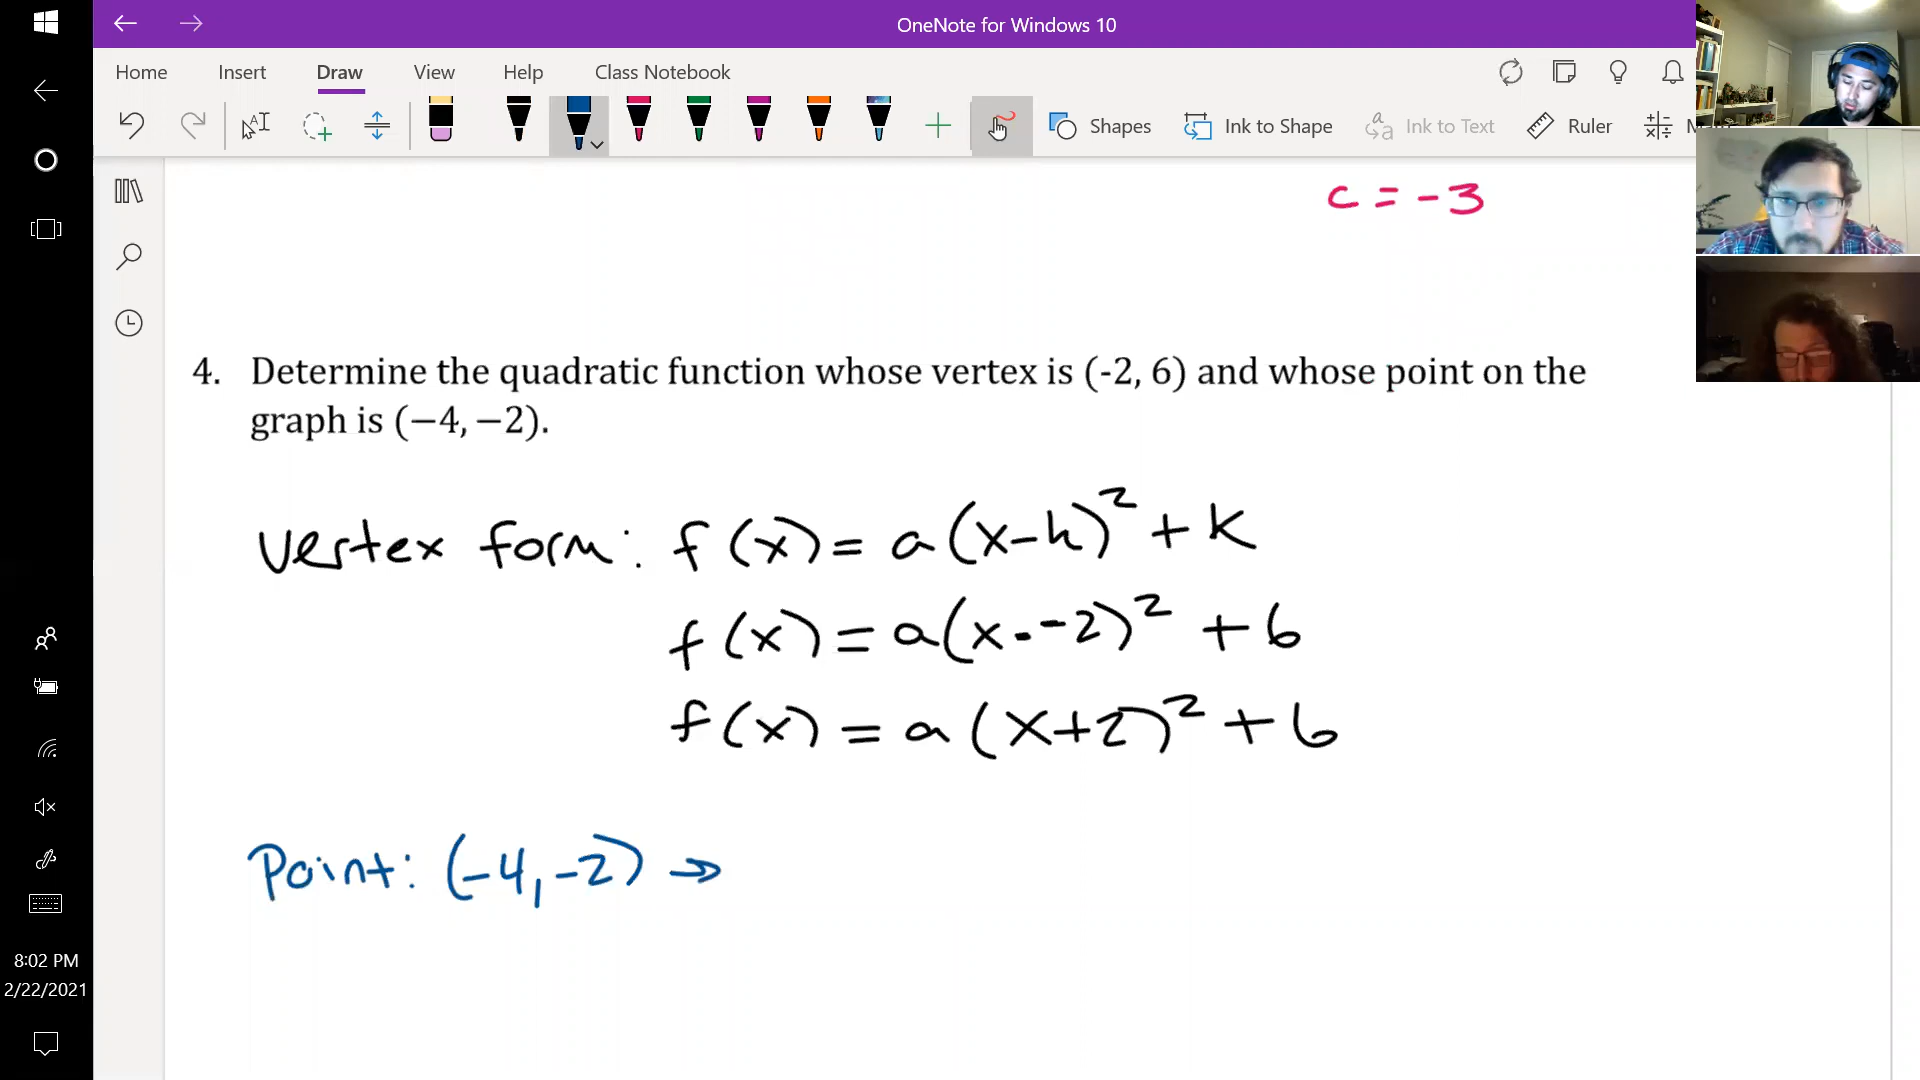 OneNote for Windows 10
Home Insert Draw View Help Class Notebook
Shapes Ink to Shape Ink to Text Ruler
c = -3
4. Determine the quadratic function whose vertex is (-2, 6) and whose point on the
graph is (−4, −2).
Vertex form: f(x) = a(x-h)² + k
f(x) = a(x--2)² + 6
f(x) = a(x+2)² + 6
Point: (-4, -2) →
8:02 PM
2/22/2021